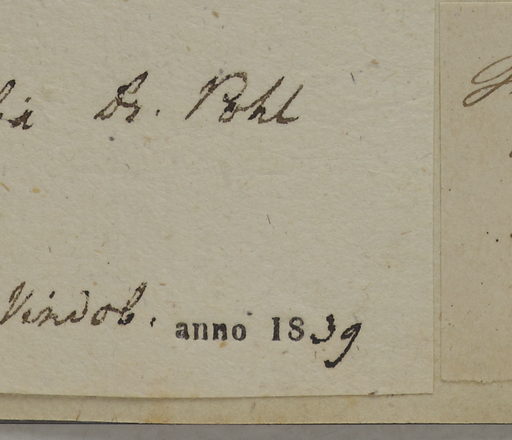 Dr. Pohl
Vindob. anno 1839